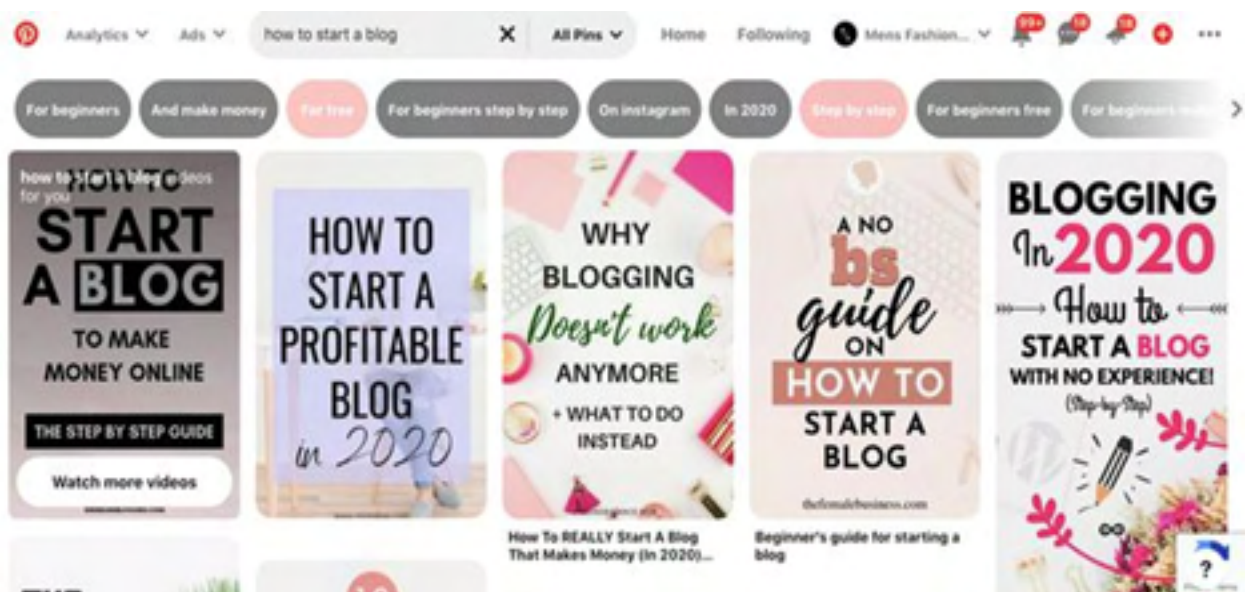 Analytics
Ads
how to start a blog
All Pins
Home
Following
Mens Fashion...
99+
18
18
For beginners
And make money
For free
For beginners step by step
On instagram
In 2020
Step by step
For beginners free
For beginners
how to start a blog videos
for you
HOW TO
START
A BLOG
TO MAKE
MONEY ONLINE
THE STEP BY STEP GUIDE
Watch more videos
HOW TO
START A
PROFITABLE
BLOG
in 2020
WHY
BLOGGING
Doesn't work
ANYMORE
+ WHAT TO DO
INSTEAD
How To REALLY Start A Blog
That Makes Money (In 2020)...
A NO
bs
guide
ON
HOW TO
START A
BLOG
thefemalebusiness.com
Beginner's guide for starting a
blog
BLOGGING
In 2020
How to
START A BLOG
WITH NO EXPERIENCE!
(Step-by-Step)
?